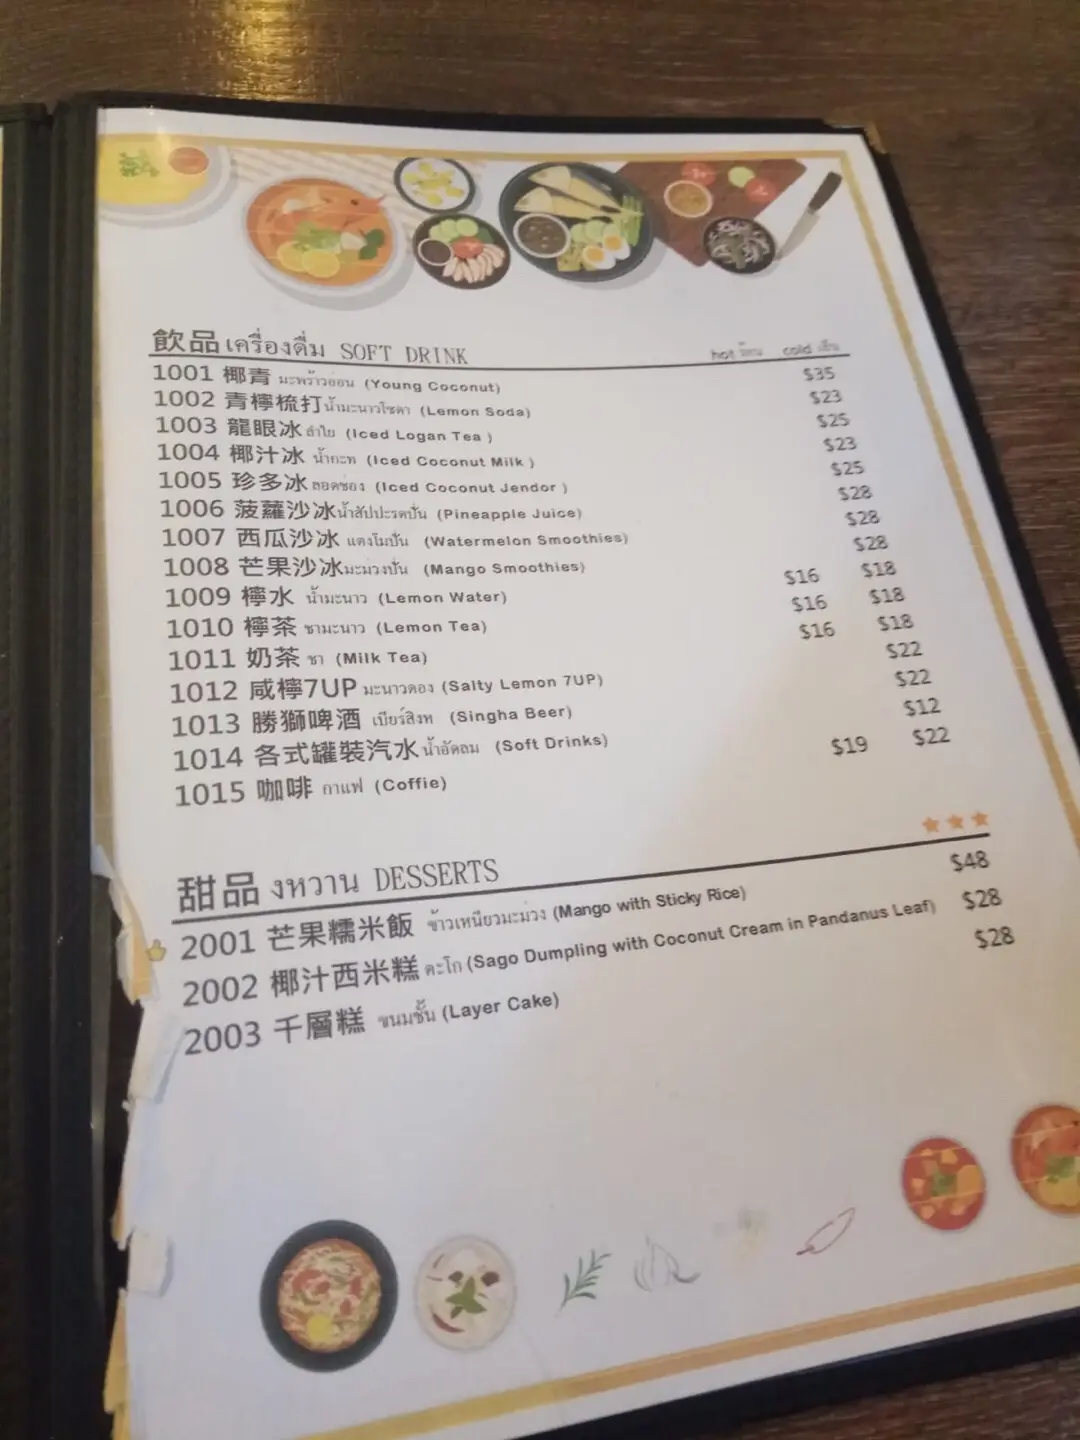 飲品 เครื่องดื่ม SOFT DRINK hot ร้อน cold เย็น
1001 椰青 มะพร้าวอ่อน (Young Coconut) $35
1002 青檸梳打 น้ำมะนาวโซดา (Lemon Soda) $23
1003 龍眼冰 ลำไย (Iced Logan Tea ) $25
1004 椰汁冰 น้ำกะทิ (Iced Coconut Milk ) $23
1005 珍多冰 ลอดช่อง (Iced Coconut Jendor ) $25
1006 菠蘿沙冰 น้ำสัปปะรดปั่น (Pineapple Juice) $28
1007 西瓜沙冰 แตงโมปั่น (Watermelon Smoothies) $28
1008 芒果沙冰 มะม่วงปั่น (Mango Smoothies) $28
1009 檸水 น้ำมะนาว (Lemon Water) $16 $18
1010 檸茶 ชามะนาว (Lemon Tea) $16 $18
1011 奶茶 ชา (Milk Tea) $16 $18
1012 咸檸7UP มะนาวดอง (Salty Lemon 7UP) $22
1013 勝獅啤酒 เบียร์สิงห (Singha Beer) $22
1014 各式罐裝汽水 น้ำอัดลม (Soft Drinks) $12
1015 咖啡 กาแฟ (Coffie) $19 $22
甜品 งหวาน DESSERTS
2001 芒果糯米飯 ข้าวเหนียวมะม่วง (Mango with Sticky Rice) $48
2002 椰汁西米糕 ตะโก (Sago Dumpling with Coconut Cream in Pandanus Leaf) $28
2003 千層糕 ขนมชั้น (Layer Cake) $28